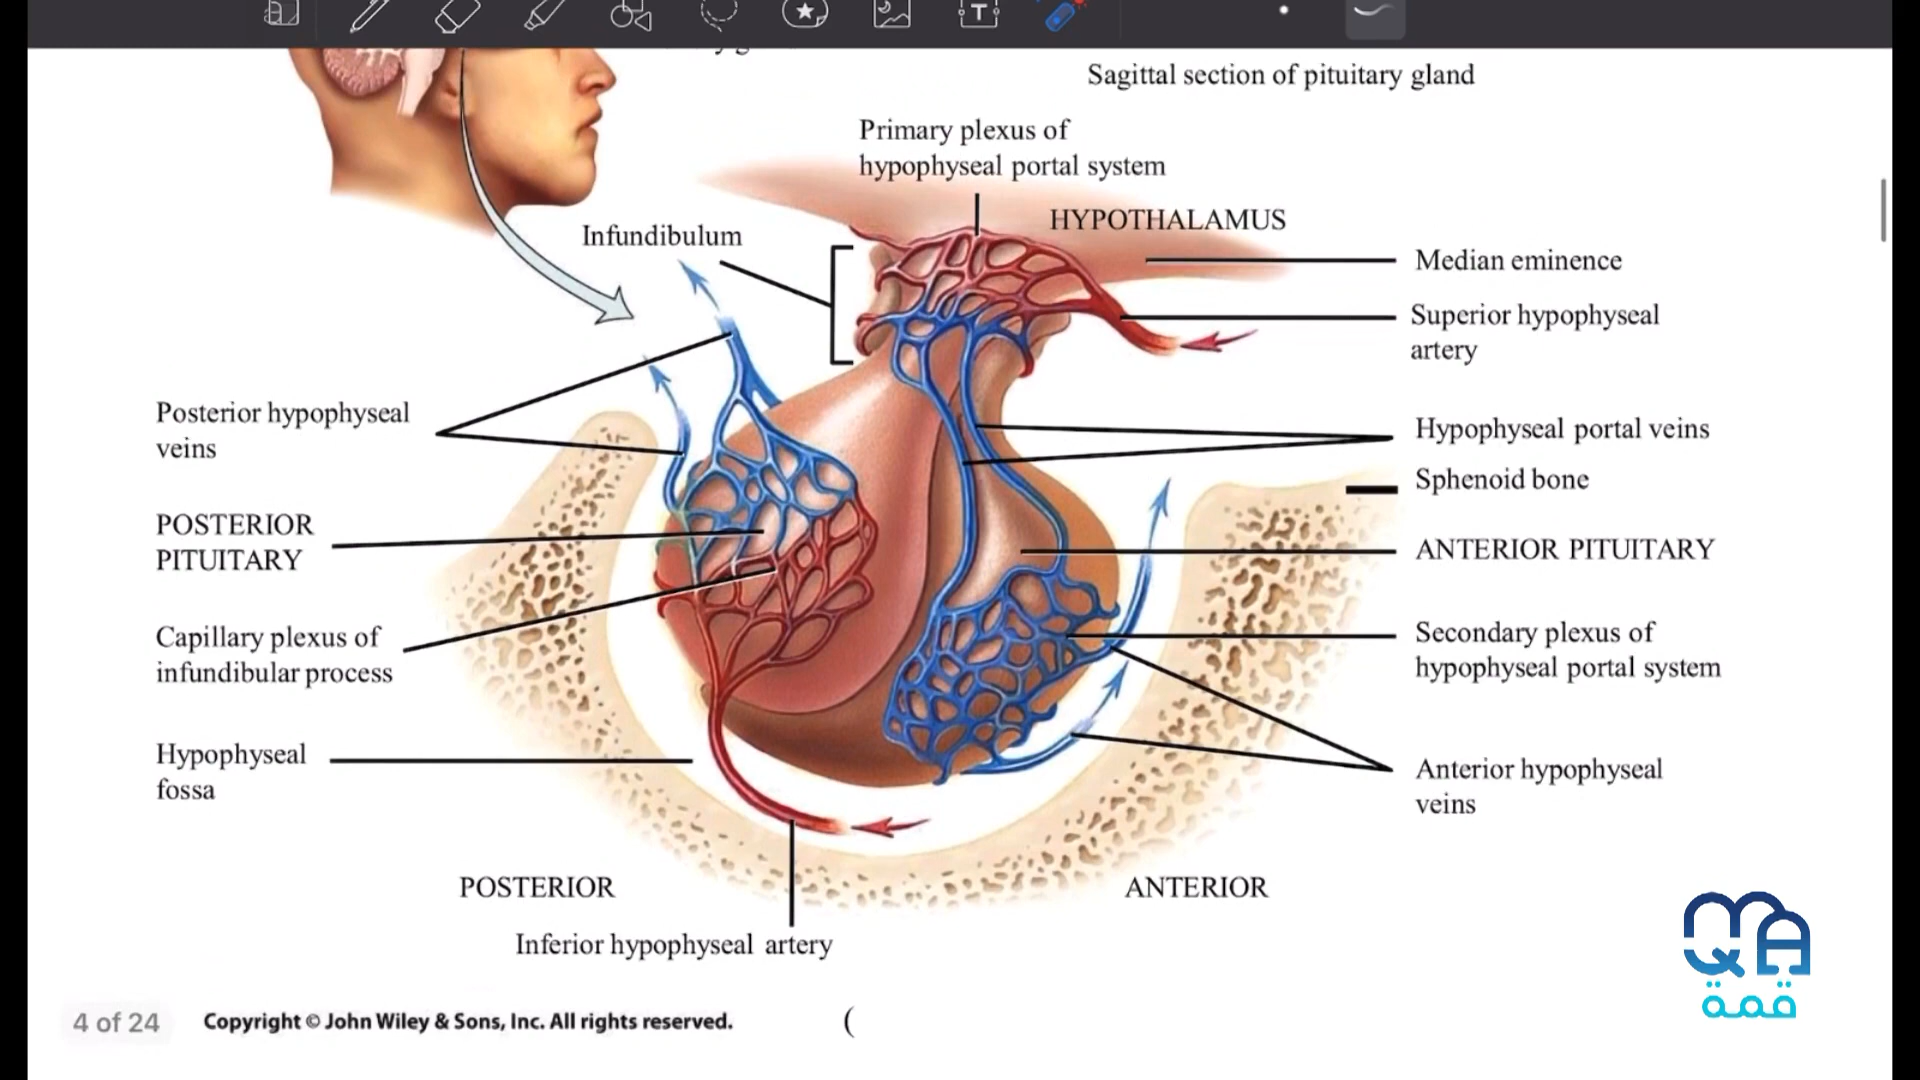 Sagittal section of pituitary gland
Primary plexus of
hypophyseal portal system
HYPOTHALAMUS
Infundibulum
Median eminence
Superior hypophyseal
artery
Posterior hypophyseal
veins
Hypophyseal portal veins
Sphenoid bone
POSTERIOR
PITUITARY
ANTERIOR PITUITARY
Capillary plexus of
infundibular process
Secondary plexus of
hypophyseal portal system
Hypophyseal
fossa
Anterior hypophyseal
veins
POSTERIOR
ANTERIOR
Inferior hypophyseal artery
QMA
قمة
4 of 24
Copyright © John Wiley & Sons, Inc. All rights reserved.
(